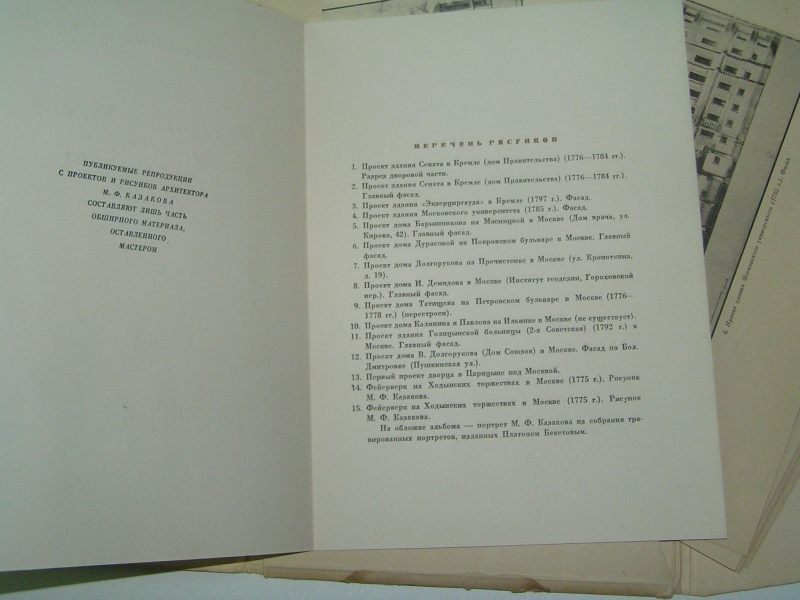 ПУБЛИКУЕМЫЕ РЕПРОДУКЦИИ
С ПРОЕКТОВ И РИСУНКОВ АРХИТЕКТОРА
М. Ф. КАЗАКОВА
СОСТАВЛЯЮТ ЛИШЬ ЧАСТЬ
ОБШИРНОГО МАТЕРИАЛА,
ОСТАВЛЕННОГО
МАСТЕРОМ
ПЕРЕЧЕНЬ РИСУНКОВ
1. Проект здания Сената в Кремле (дом Правительства) (1776—1784 гг.).
Разрез дворовой части.
2. Проект здания Сената в Кремле (дом Правительства) (1776—1784 гг.).
Главный фасад.
3. Проект здания «Экзерциргауза» в Кремле (1797 г.). Фасад.
4. Проект здания Московского университета (1785 г.). Фасад.
5. Проект дома Барышникова на Мясницкой в Москве (Дом врача, ул.
Кирова, 42). Главный фасад.
6. Проект дома Дурасовой на Покровском бульваре в Москве. Главный
фасад.
7. Проект дома Долгорукова на Пречистенке в Москве (ул. Кропоткина,
д. 19).
8. Проект дома И. Демидова в Москве (Институт геодезии, Гороховский
пер.). Главный фасад.
9. Проект дома Татищева на Петровском бульваре в Москве (1776—
1778 гг.) (перестроен).
10. Проект дома Калинина и Павлова на Ильинке в Москве (не существует).
11. Проект здания Голицынской больницы (2-я Советская) (1792 г.) в
Москве. Главный фасад.
12. Проект дома В. Долгорукова (Дом Союзов) в Москве. Фасад по Бол.
Дмитровке (Пушкинская ул.).
13. Первый проект дворца в Царицыне под Москвой.
14. Фейерверк на Ходынских торжествах в Москве (1775 г.). Рисунок
М. Ф. Казакова.
15. Фейерверк на Ходынских торжествах в Москве (1775 г.). Рисунок
М. Ф. Казакова.
На обложке альбома — портрет М. Ф. Казакова из собрания гра-
вированных портретов, изданных Платоном Бекетовым.
4. Проект здания Московского университета (1785 г.). Фасад